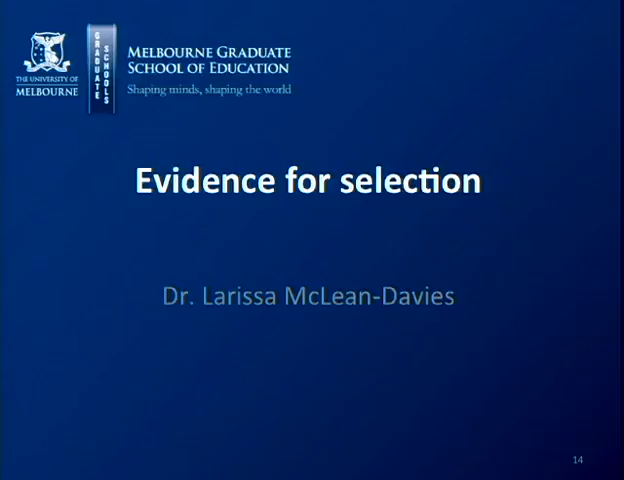 THE UNIVERSITY OF
MELBOURNE
GRADUATE
SCHOOLS
MELBOURNE GRADUATE
SCHOOL OF EDUCATION
Shaping minds, shaping the world
Evidence for selection
Dr. Larissa McLean-Davies
14